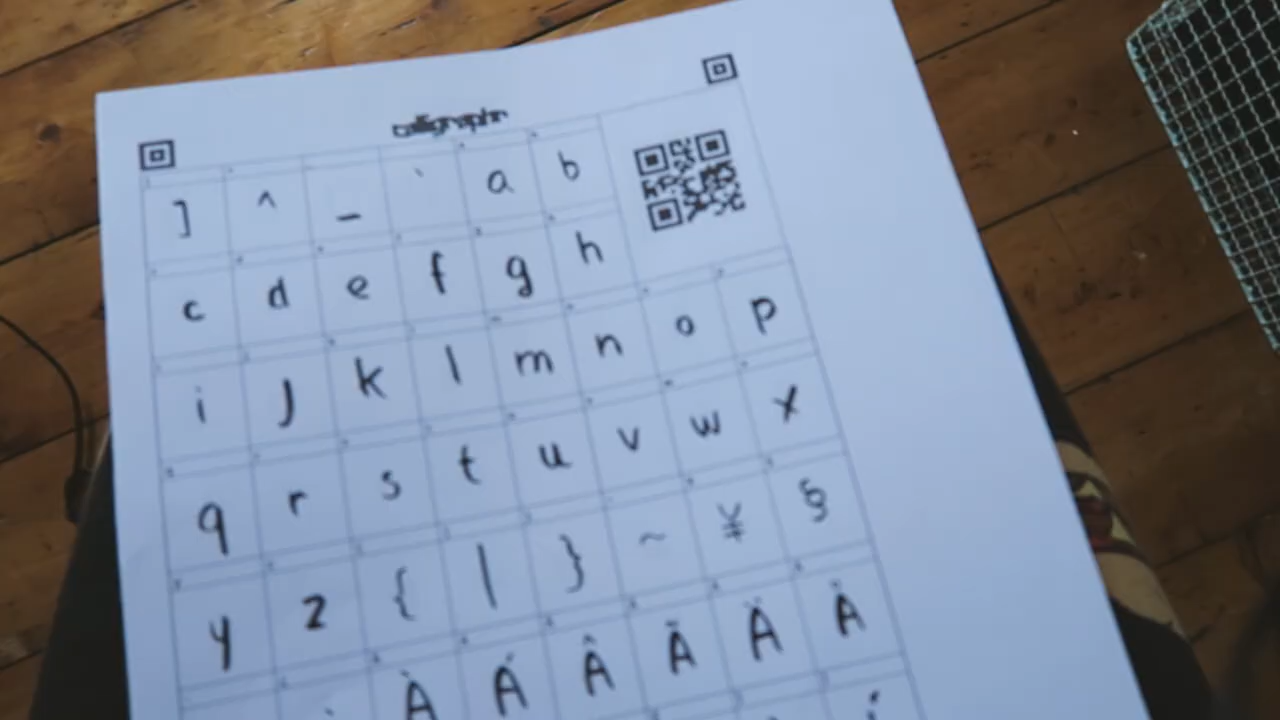 calligraphr
] ^ _ ` a b
c d e f g h
i j k l m n o p
q r s t u v w x
y z { | } ~ ¥ §
À Á Â Ã Ä Å